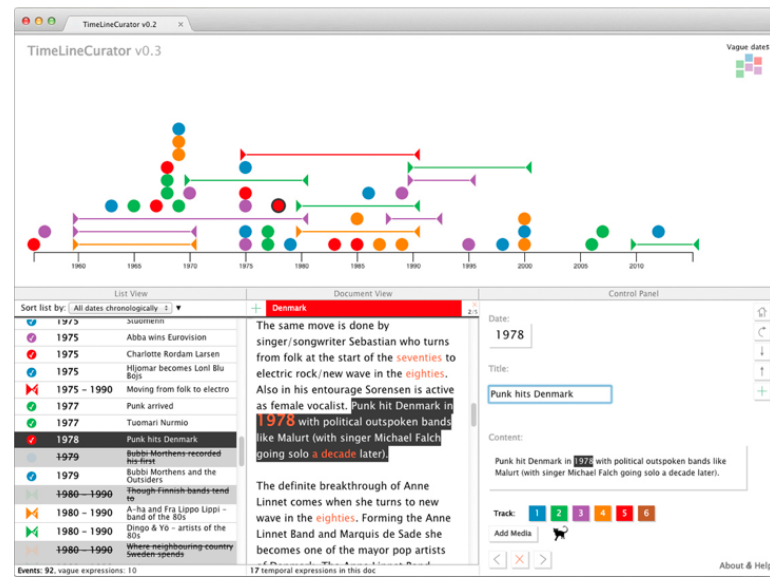 TimeLineCurator v0.2
TimeLineCurator v0.3
Vague dates
1960 1965 1970 1975 1980 1985 1990 1995 2000 2005 2010 2015
List View
Sort list by: All dates chronologically
1975
1975 Abba wins Eurovision
1975 Charlotte Rordam Larsen
1975 Hljomar becomes Lonl Blu
Bojs
1975 – 1990 Moving from folk to electro
1977 Punk arrived
1977 Tuomari Nurmio
1978 Punk hits Denmark
1979 Bubbi Morthens recorded
his first
1979 Bubbi Morthens and the
Outsiders
1980 – 1990 Though Finnish bands tend
to
1980 – 1990 A-ha and Fra Lippo Lippi –
band of the 80s
1980 – 1990 Dingo & Yö – artists of the
80s
1980 – 1990 Where neighbouring country
Sweden spends
Events: 92, vague expressions: 10
Document View
+ Denmark
The same move is done by
singer/songwriter Sebastian who turns
from folk at the start of the seventies to
electric rock/new wave in the eighties.
Also in his entourage Sorensen is active
as female vocalist. Punk hit Denmark in
1978 with political outspoken bands
like Malurt (with singer Michael Falch
going solo a decade later).
The definite breakthrough of Anne
Linnet comes when she turns to new
wave in the eighties. Forming the Anne
Linnet Band and Marquis de Sade she
becomes one of the mayor pop artists
of Denmark. The Anne Linnet Band
17 temporal expressions in this doc
Control Panel
Date:
1978
Title:
Punk hits Denmark
Content:
Punk hit Denmark in 1978 with political outspoken bands like
Malurt (with singer Michael Falch going solo a decade later).
Track: 1 2 3 4 5 6
Add Media
About & Help